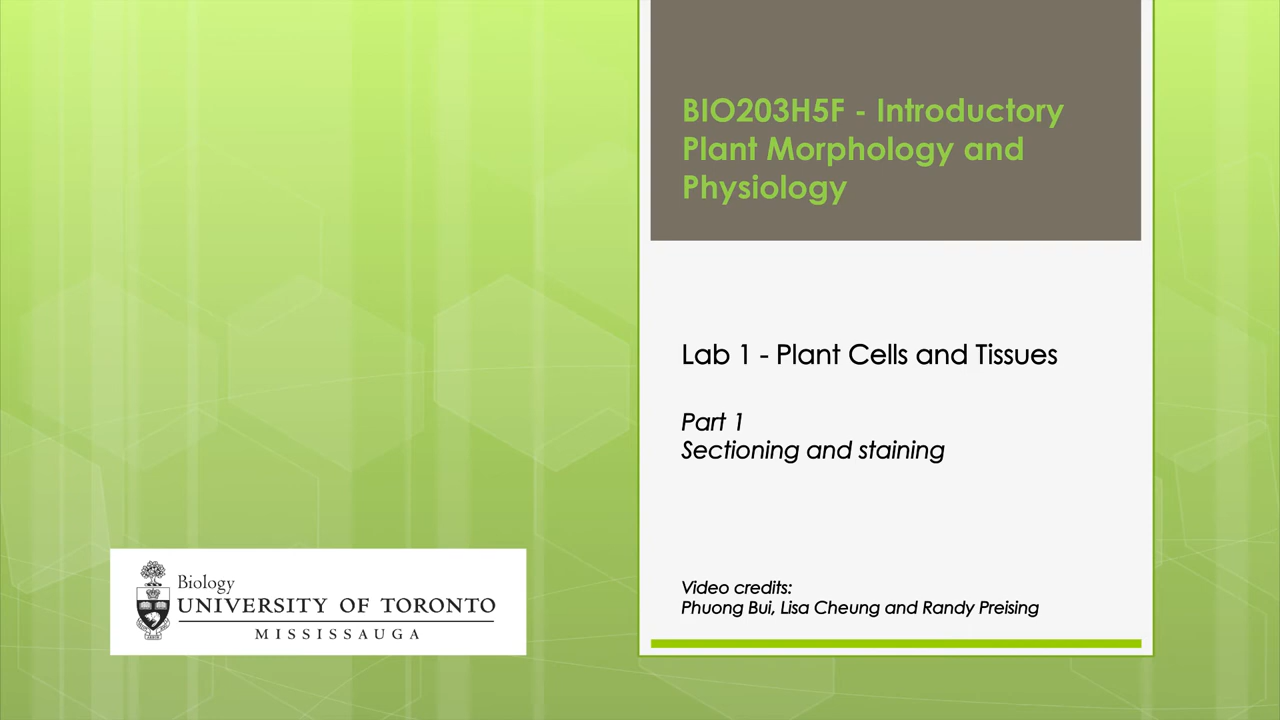 BIO203H5F - Introductory
Plant Morphology and
Physiology
Lab 1 - Plant Cells and Tissues
Part 1
Sectioning and staining
Video credits:
Phuong Bui, Lisa Cheung and Randy Preising
Biology
UNIVERSITY OF TORONTO
MISSISSAUGA